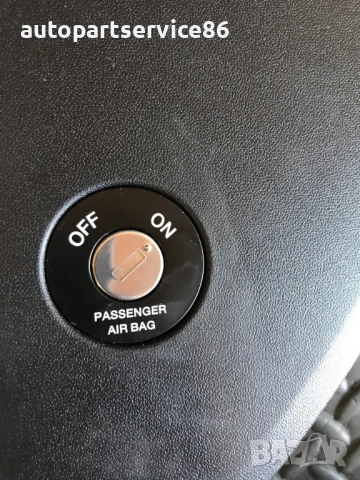 autopartservice86
OFF ON
PASSENGER
AIR BAG
BAZAR